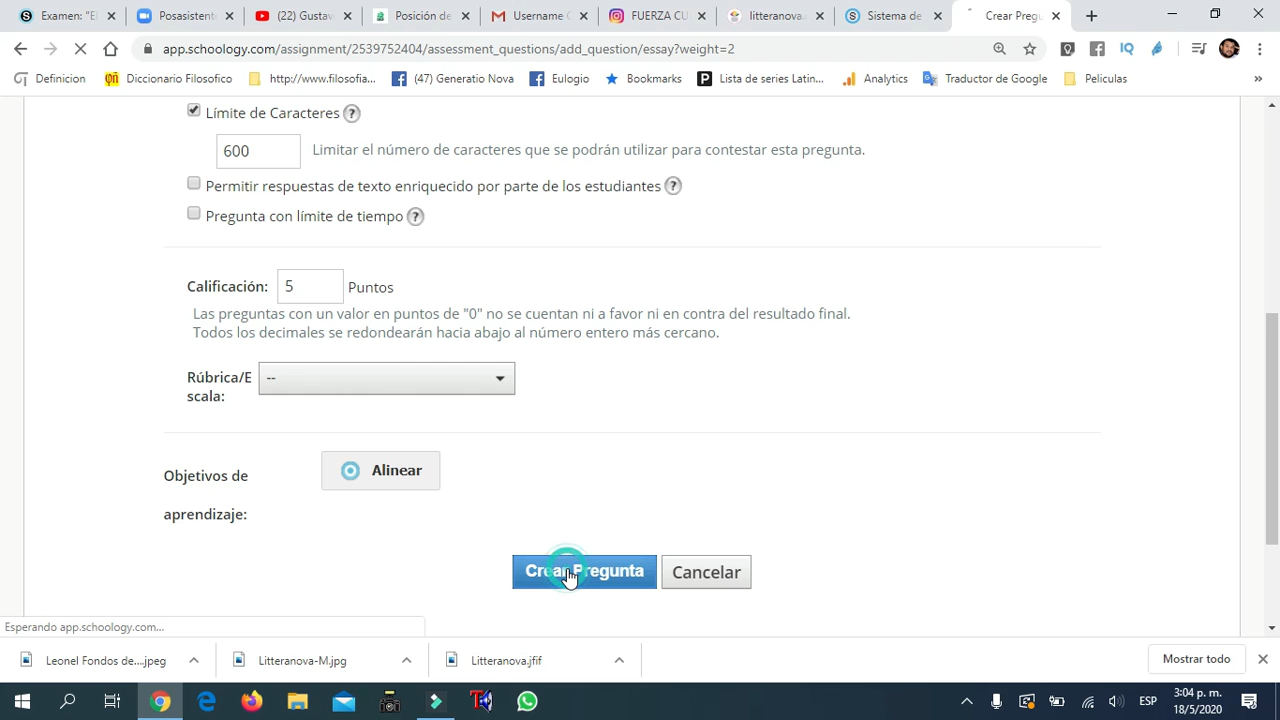 Examen: "El
Posasistente
(22) Gustav
Posición de
Username C
FUERZA CU
litteranova.
Sistema de
Crear Pregu
app.schoology.com/assignment/2539752404/assessment_questions/add_question/essay?weight=2
Definicion
Diccionario Filosofico
http://www.filosofia...
(47) Generatio Nova
Eulogio
Bookmarks
Lista de series Latin...
Analytics
Traductor de Google
Películas
»
Límite de Caracteres ?
600 Limitar el número de caracteres que se podrán utilizar para contestar esta pregunta.
Permitir respuestas de texto enriquecido por parte de los estudiantes ?
Pregunta con límite de tiempo ?
Calificación: 5 Puntos
Las preguntas con un valor en puntos de "0" no se cuentan ni a favor ni en contra del resultado final.
Todos los decimales se redondearán hacia abajo al número entero más cercano.
Rúbrica/E
scala:
--
Objetivos de
aprendizaje:
Alinear
Crear Pregunta
Cancelar
Esperando app.schoology.com...
Leonel Fondos de....jpeg
Litteranova-M.jpg
Litteranova.jfif
Mostrar todo
ESP
3:04 p. m.
18/5/2020